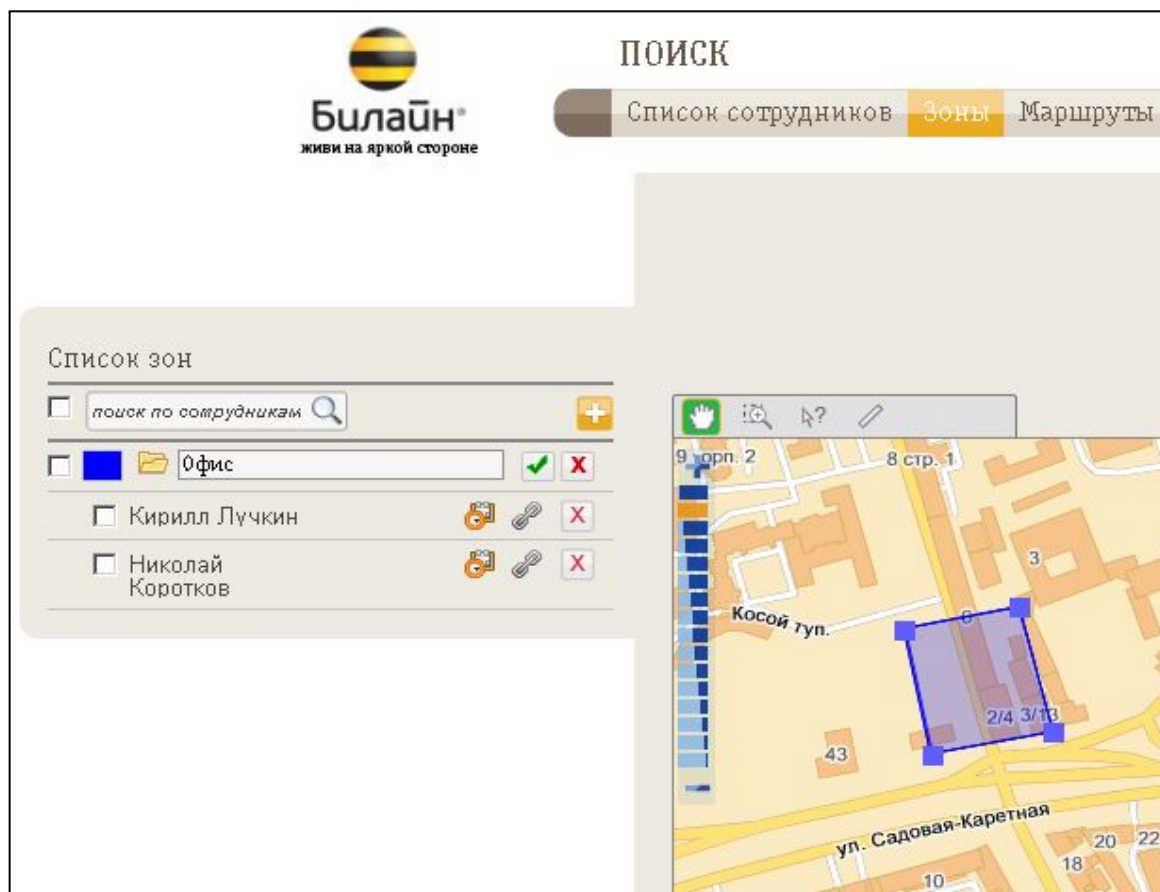 ПОИСК
Билайн®
живи на яркой стороне
Список сотрудников Зоны Маршруты
Список зон
поиск по сотрудникам
Офис
Кирилл Лучкин
Николай
Коротков
?
9 орп. 2
8 стр. 1
3
Косой туп.
6
2/4 3/13
43
ул. Садовая-Каретная
20 22
18
10